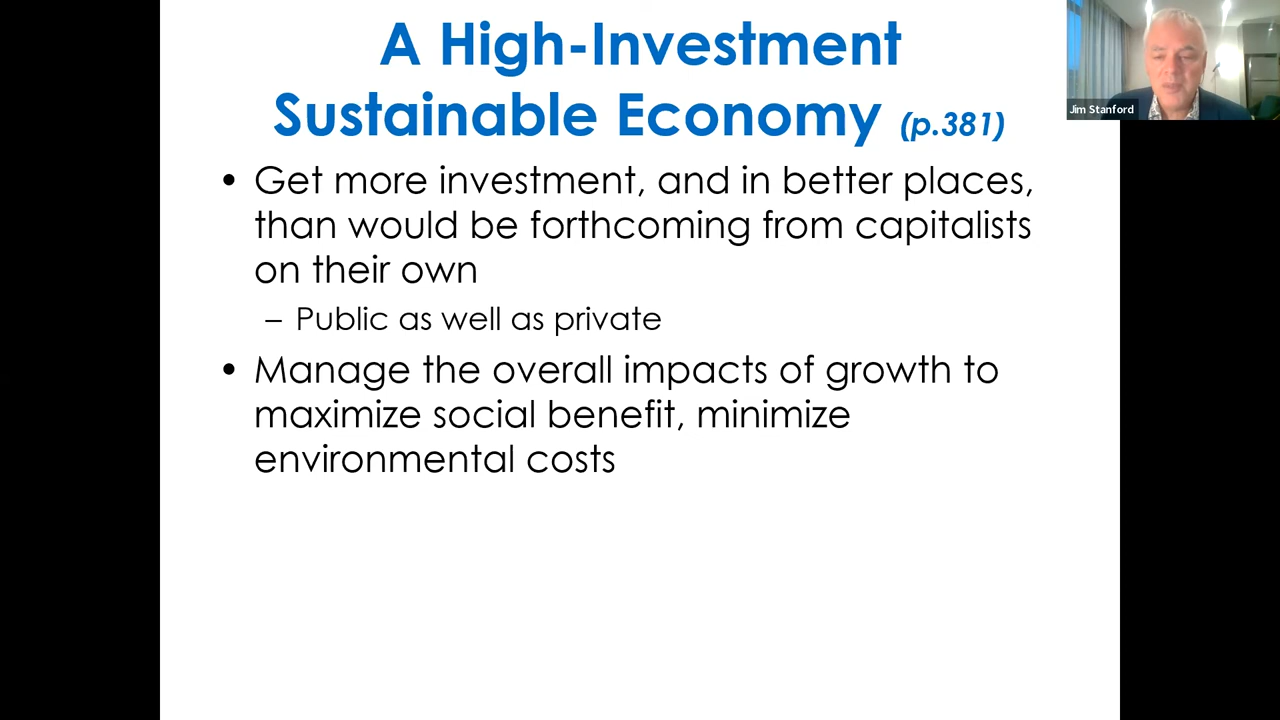 A High-Investment
Sustainable Economy (p.381)
Jim Stanford
• Get more investment, and in better places,
than would be forthcoming from capitalists
on their own
– Public as well as private
• Manage the overall impacts of growth to
maximize social benefit, minimize
environmental costs